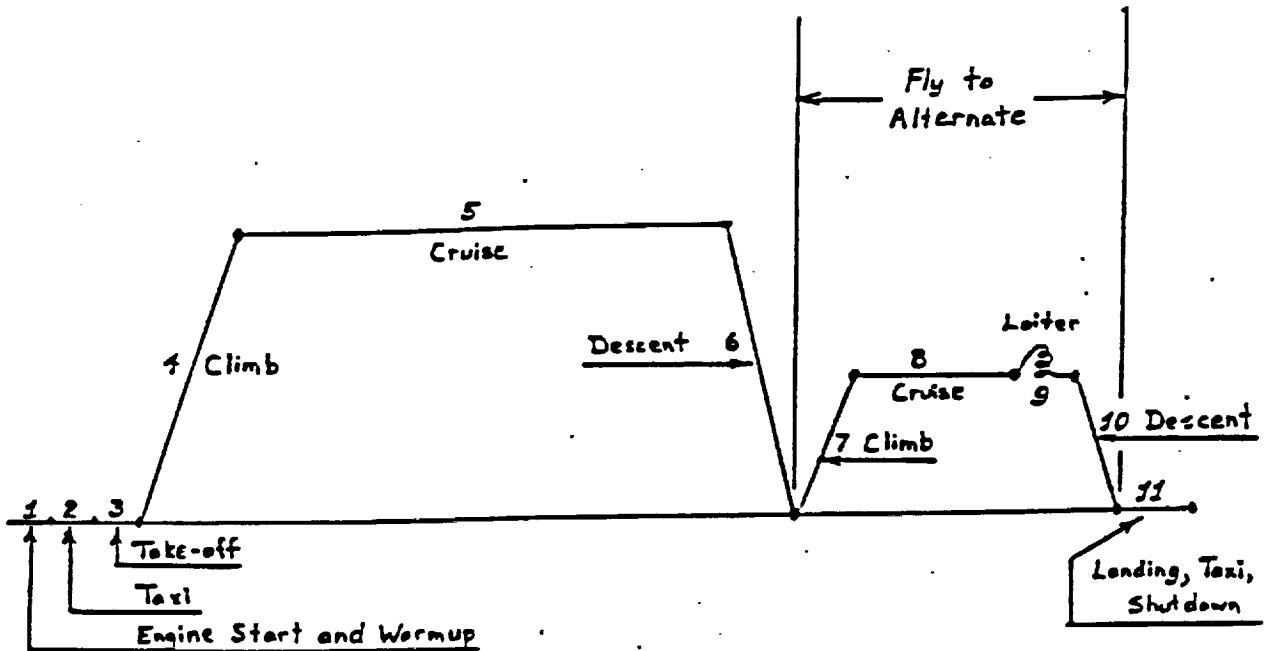 Fly to
Alternate
5
Cruise
Loiter
4 Climb
Descent 6
8
Cruise
9
10 Descent
7 Climb
1 2 3
11
Take-off
Taxi
Engine Start and Warmup
Landing, Taxi,
Shutdown